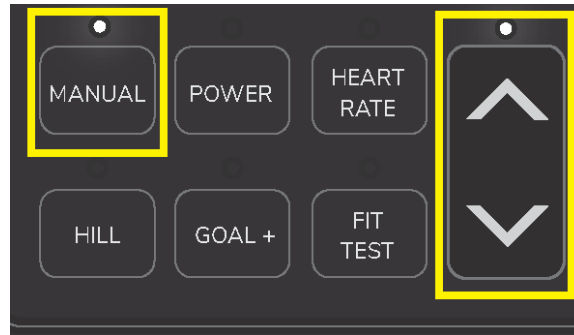 MANUAL
POWER
HEART
RATE
HILL
GOAL +
FIT
TEST